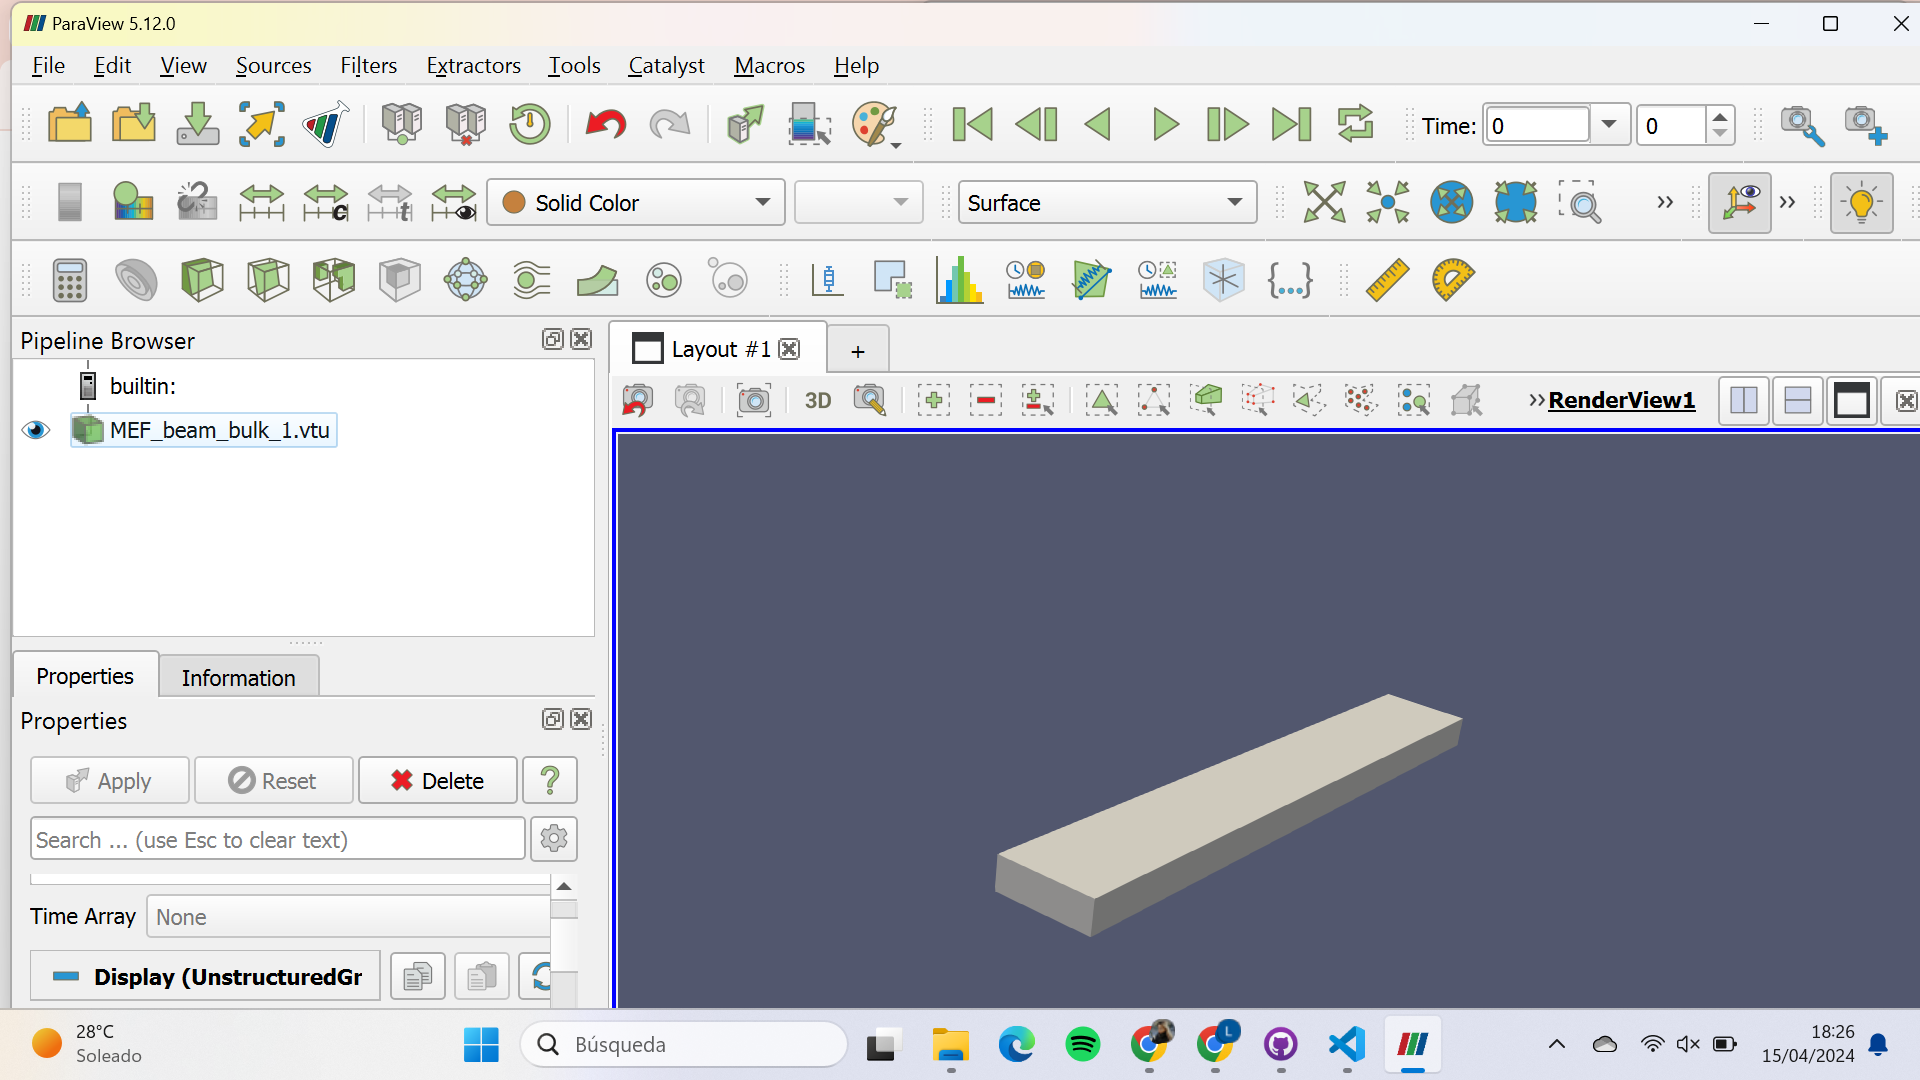 ParaView 5.12.0
File Edit View Sources Filters Extractors Tools Catalyst Macros Help
Time: 0 0
c t Solid Color Surface >> >>
{...}
Pipeline Browser
Layout #1 +
builtin:
3D >> RenderView1
MEF_beam_bulk_1.vtu
Properties Information
Properties
Apply Reset Delete ?
Search ... (use Esc to clear text)
Time Array None
Display (UnstructuredGr
28°C
Soleado
Búsqueda
L
18:26
15/04/2024